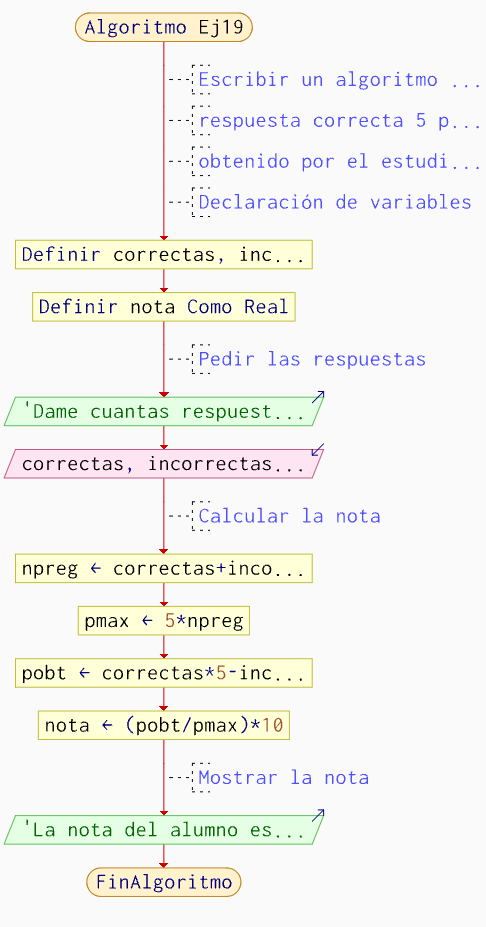 Algoritmo Ej19
Escribir un algoritmo ...
respuesta correcta 5 p...
obtenido por el estudi...
Declaración de variables
Definir correctas, inc...
Definir nota Como Real
Pedir las respuestas
'Dame cuantas respuest...
correctas, incorrectas...
Calcular la nota
npreg ← correctas+inco...
pmax ← 5*npreg
pobt ← correctas*5-inc...
nota ← (pobt/pmax)*10
Mostrar la nota
'La nota del alumno es...
FinAlgoritmo